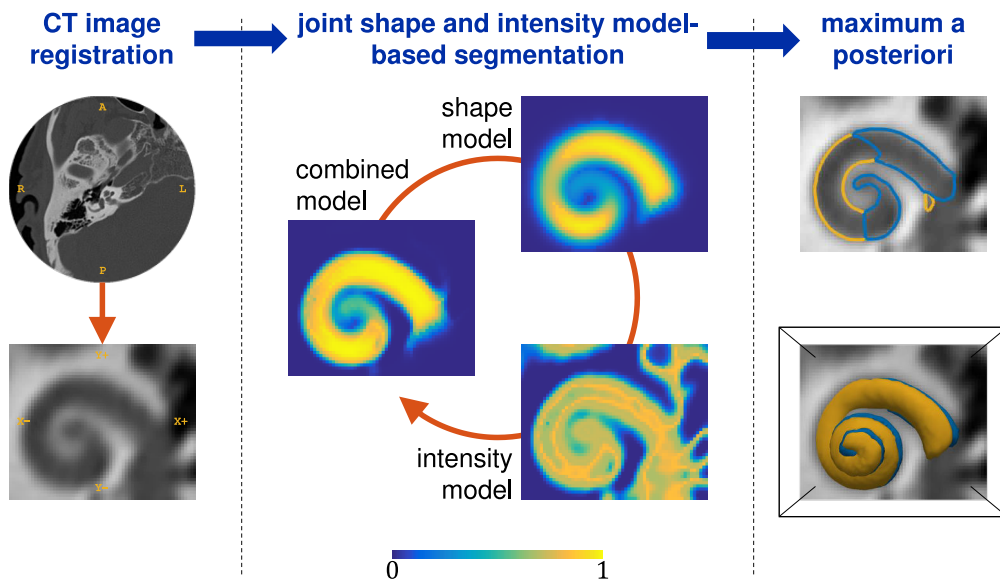 CT image
registration
joint shape and intensity model-
based segmentation
maximum a
posteriori
A
R
L
P
Y+
X-
X+
Y-
combined
model
shape
model
intensity
model
0
1